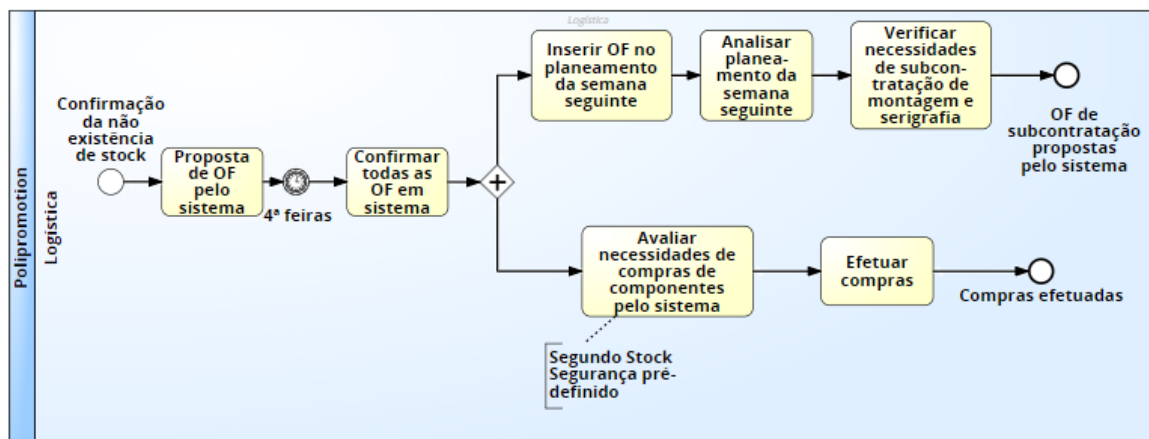 Polipromotion
Logística
Logística
Confirmação
da não
existência
de stock
Proposta
de OF pelo
sistema
4ª feiras
Confirmar
todas as
OF em
sistema
Inserir OF no
planeamento
da semana
seguinte
Analisar
planea-
mento da
semana
seguinte
Verificar
necessidades
de subcon-
tratação de
montagem e
serigrafia
OF de
subcontratação
propostas
pelo sistema
Avaliar
necessidades de
compras de
componentes
pelo sistema
Efetuar
compras
Compras efetuadas
Segundo Stock
Segurança pré-
definido